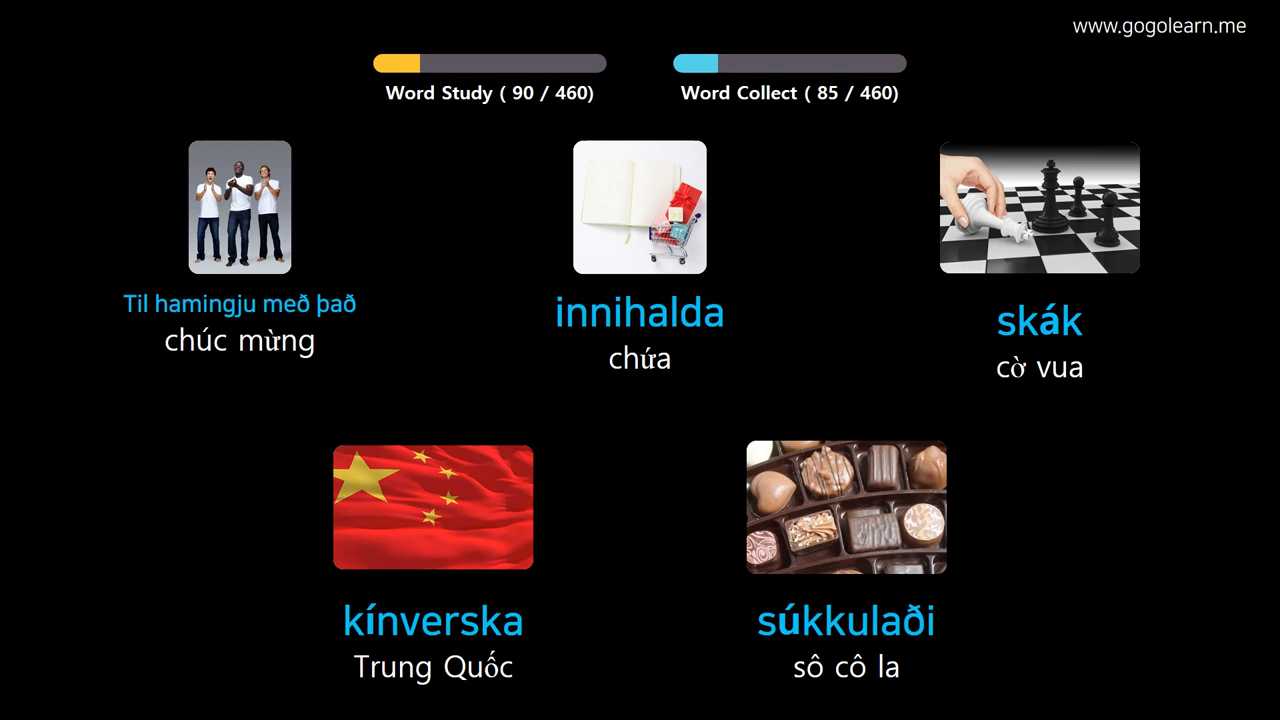 www.gogolearn.me
Word Study ( 90 / 460)
Word Collect ( 85 / 460)
Til hamingju með það
chúc mừng
innihalda
chứa
skák
cờ vua
kínverska
Trung Quốc
súkkulaði
sô cô la